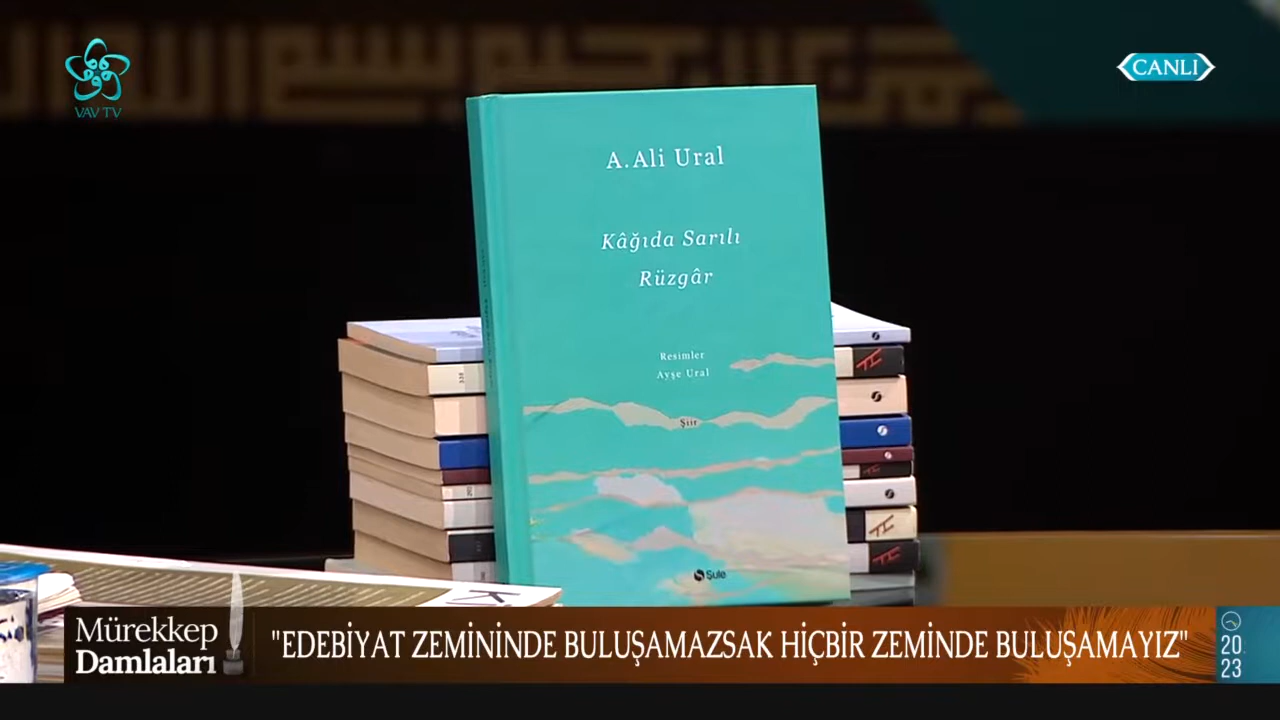 VAV TV
CANLI
A.Ali Ural
Kâğıda Sarılı
Rüzgâr
Resimler
Ayşe Ural
Şiir
Şule
Mürekkep
Damlaları
"EDEBİYAT ZEMİNİNDE BULUŞAMAZSAK HİÇBİR ZEMİNDE BULUŞAMAYIZ"
20
23